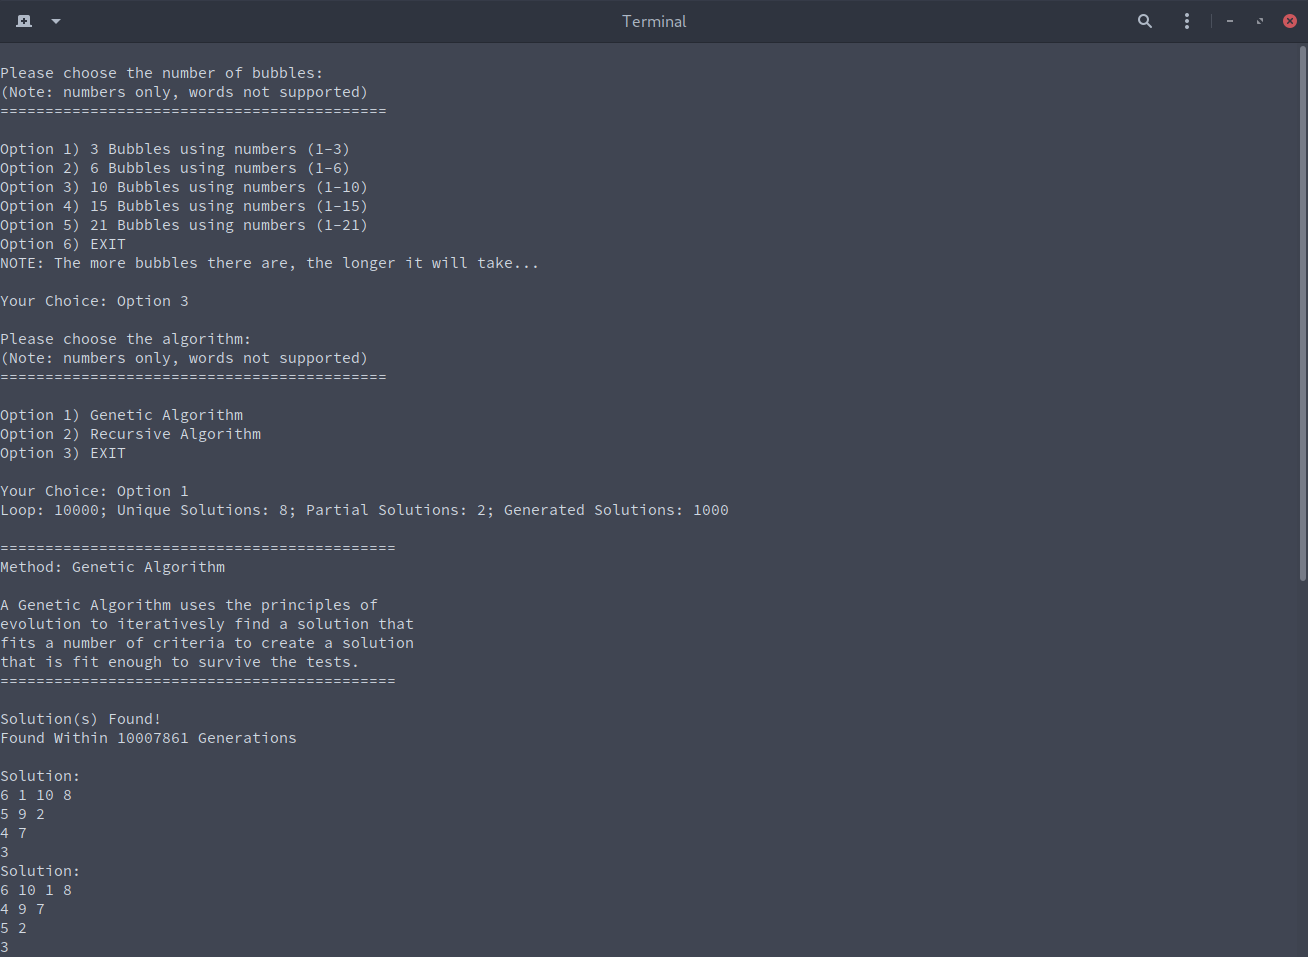 Terminal
Please choose the number of bubbles:
(Note: numbers only, words not supported)
===========================================
Option 1) 3 Bubbles using numbers (1-3)
Option 2) 6 Bubbles using numbers (1-6)
Option 3) 10 Bubbles using numbers (1-10)
Option 4) 15 Bubbles using numbers (1-15)
Option 5) 21 Bubbles using numbers (1-21)
Option 6) EXIT
NOTE: The more bubbles there are, the longer it will take...
Your Choice: Option 3
Please choose the algorithm:
(Note: numbers only, words not supported)
===========================================
Option 1) Genetic Algorithm
Option 2) Recursive Algorithm
Option 3) EXIT
Your Choice: Option 1
Loop: 10000; Unique Solutions: 8; Partial Solutions: 2; Generated Solutions: 1000
============================================
Method: Genetic Algorithm
A Genetic Algorithm uses the principles of
evolution to iterativesly find a solution that
fits a number of criteria to create a solution
that is fit enough to survive the tests.
============================================
Solution(s) Found!
Found Within 10007861 Generations
Solution:
6 1 10 8
5 9 2
4 7
3
Solution:
6 10 1 8
4 9 7
5 2
3